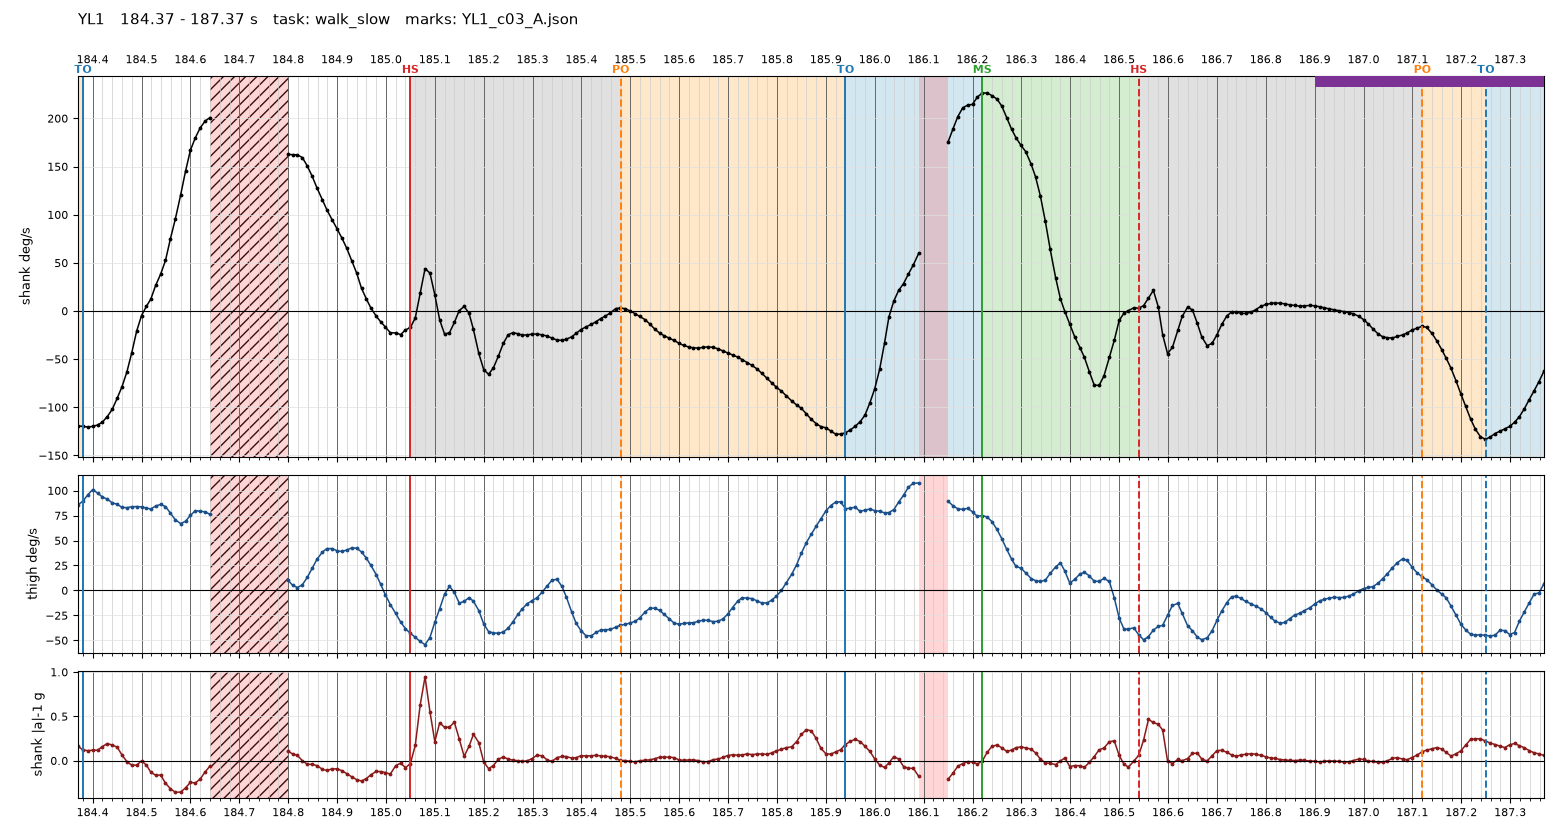 YL1   184.37 - 187.37 s   task: walk_slow   marks: YL1_c03_A.json
184.4 184.5 184.6 184.7 184.8 184.9 185.0 185.1 185.2 185.3 185.4 185.5 185.6 185.7 185.8 185.9 186.0 186.1 186.2 186.3 186.4 186.5 186.6 186.7 186.8 186.9 187.0 187.1 187.2 187.3
TO HS PO TO MS HS PO TO
200
150
100
50
0
−50
−100
−150
shank deg/s
100
75
50
25
0
−25
−50
thigh deg/s
1.0
0.5
0.0
shank |a|-1 g
184.4 184.5 184.6 184.7 184.8 184.9 185.0 185.1 185.2 185.3 185.4 185.5 185.6 185.7 185.8 185.9 186.0 186.1 186.2 186.3 186.4 186.5 186.6 186.7 186.8 186.9 187.0 187.1 187.2 187.3